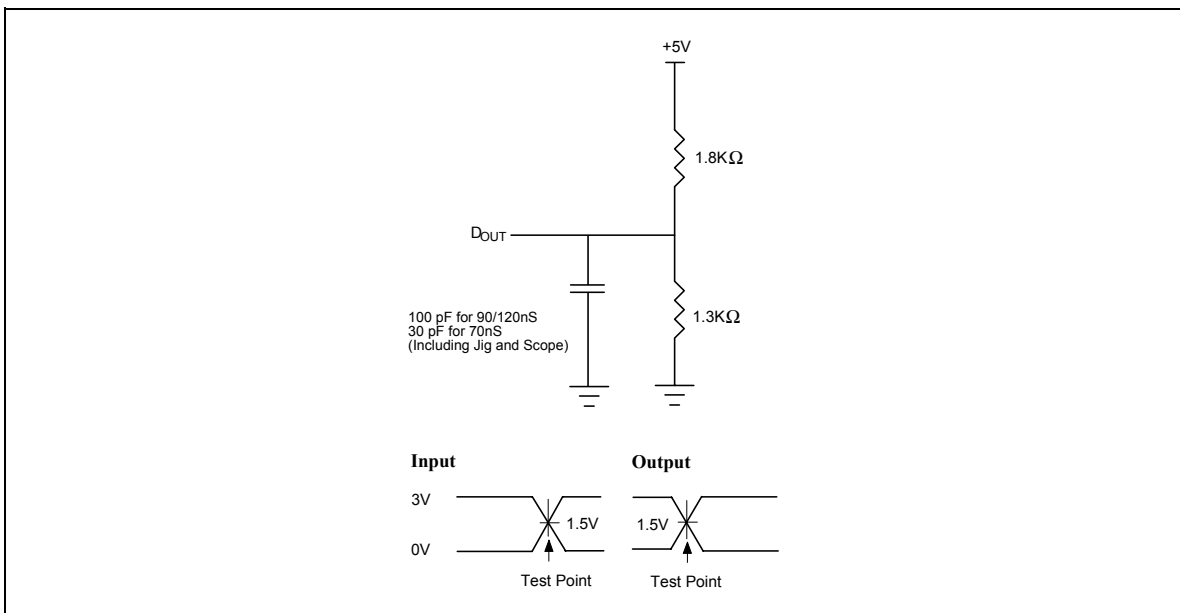 +5V
1.8KΩ
DOUT
1.3KΩ
100 pF for 90/120nS
30 pF for 70nS
(Including Jig and Scope)
Input
Output
3V
1.5V
1.5V
0V
Test Point
Test Point